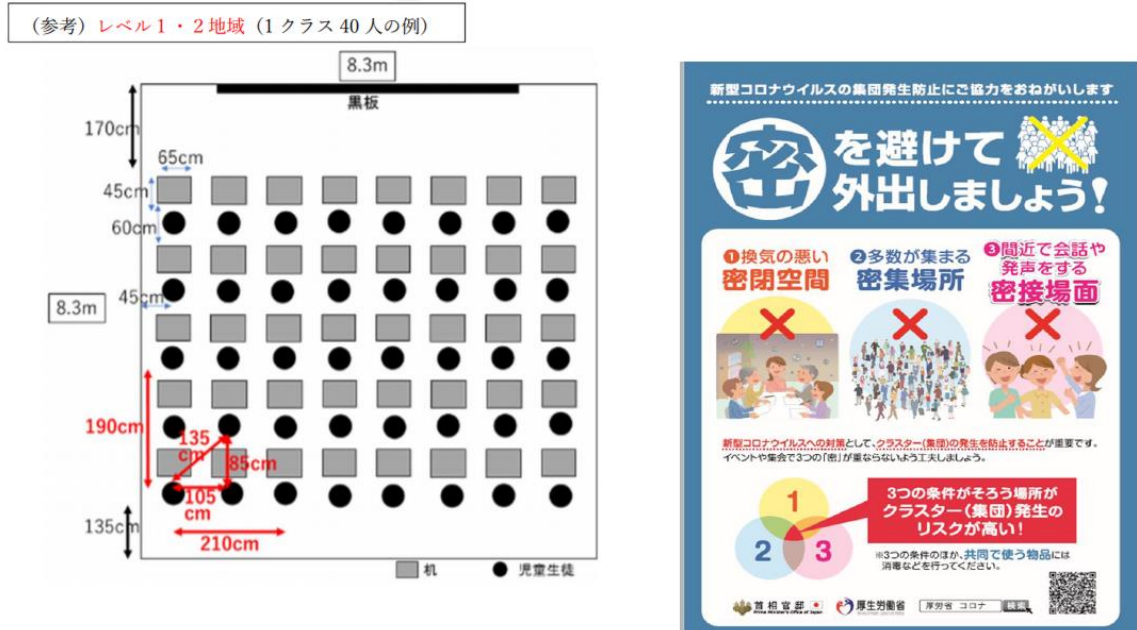 （参考）レベル１・２地域（1クラス40人の例）
8.3m
黒板
170cm
65cm
45cm
60cm
45cm
8.3m
190cm
135
cm
85cm
105
cm
135cm
210cm
机
児童生徒
新型コロナウイルスの集団発生防止にご協力をおねがいします
密を避けて
外出しましょう！
❶換気の悪い
密閉空間
❷多数が集まる
密集場所
❸間近で会話や
発声をする
密接場面
新型コロナウイルスへの対策として、クラスター（集団）の発生を防止することが重要です。
イベントや集会で3つの「密」が重ならないよう工夫しましょう。
1
2
3
3つの条件がそろう場所が
クラスター（集団）発生の
リスクが高い！
※3つの条件のほか、共同で使う物品には
消毒などを行ってください。
首相官邸
Prime Minister's Office of Japan
厚生労働省
厚労省 コロナ
検索